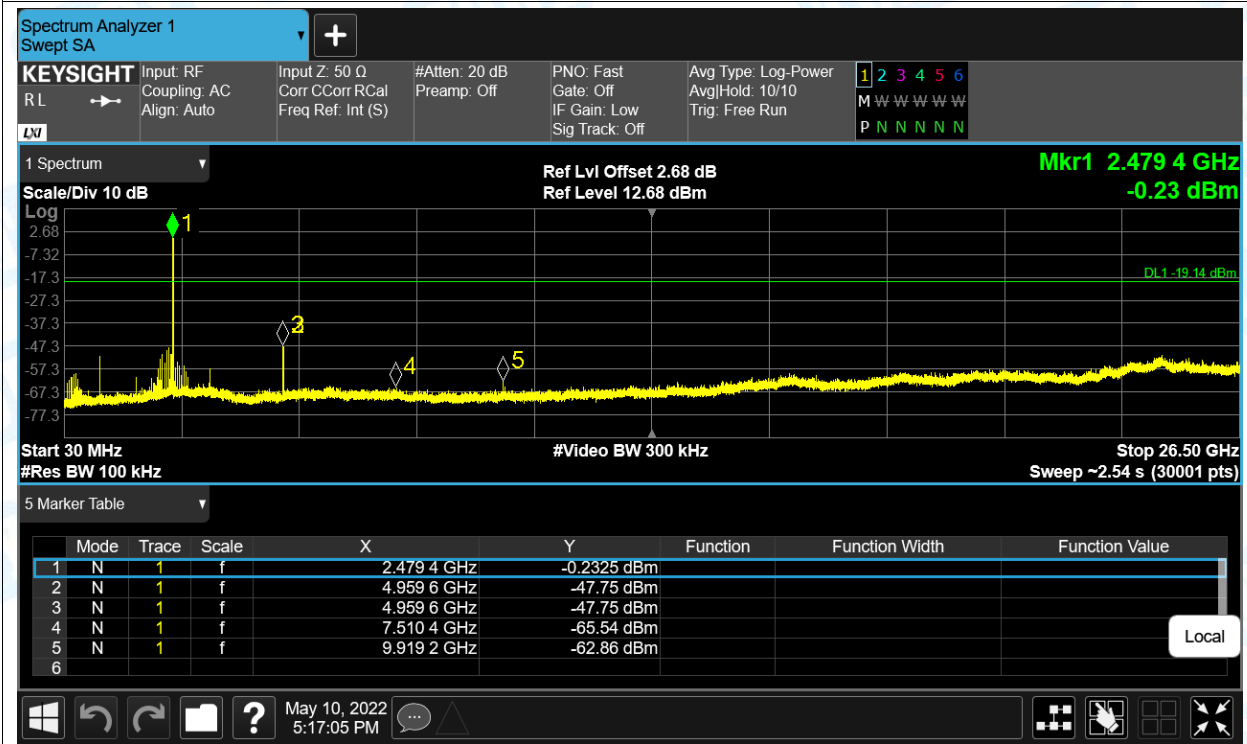 Spectrum Analyzer 1
Swept SA
KEYSIGHT
R L
LXI
Input: RF
Coupling: AC
Align: Auto
Input Z: 50 Ω
Corr CCorr RCal
Freq Ref: Int (S)
#Atten: 20 dB
Preamp: Off
PNO: Fast
Gate: Off
IF Gain: Low
Sig Track: Off
Avg Type: Log-Power
Avg|Hold: 10/10
Trig: Free Run
1 2 3 4 5 6
M W W W W W
P N N N N N
1 Spectrum
Scale/Div 10 dB
Ref Lvl Offset 2.68 dB
Ref Level 12.68 dBm
Mkr1 2.479 4 GHz
-0.23 dBm
Log
2.68
-7.32
-17.3
-27.3
-37.3
-47.3
-57.3
-67.3
-77.3
1
DL1 -19.14 dBm
3
4
5
Start 30 MHz
#Video BW 300 kHz
Stop 26.50 GHz
#Res BW 100 kHz
Sweep ~2.54 s (30001 pts)
5 Marker Table
Mode Trace Scale X Y Function Function Width Function Value
1 N 1 f 2.479 4 GHz -0.2325 dBm
2 N 1 f 4.959 6 GHz -47.75 dBm
3 N 1 f 4.959 6 GHz -47.75 dBm
4 N 1 f 7.510 4 GHz -65.54 dBm
5 N 1 f 9.919 2 GHz -62.86 dBm
6
Local
?
May 10, 2022
5:17:05 PM